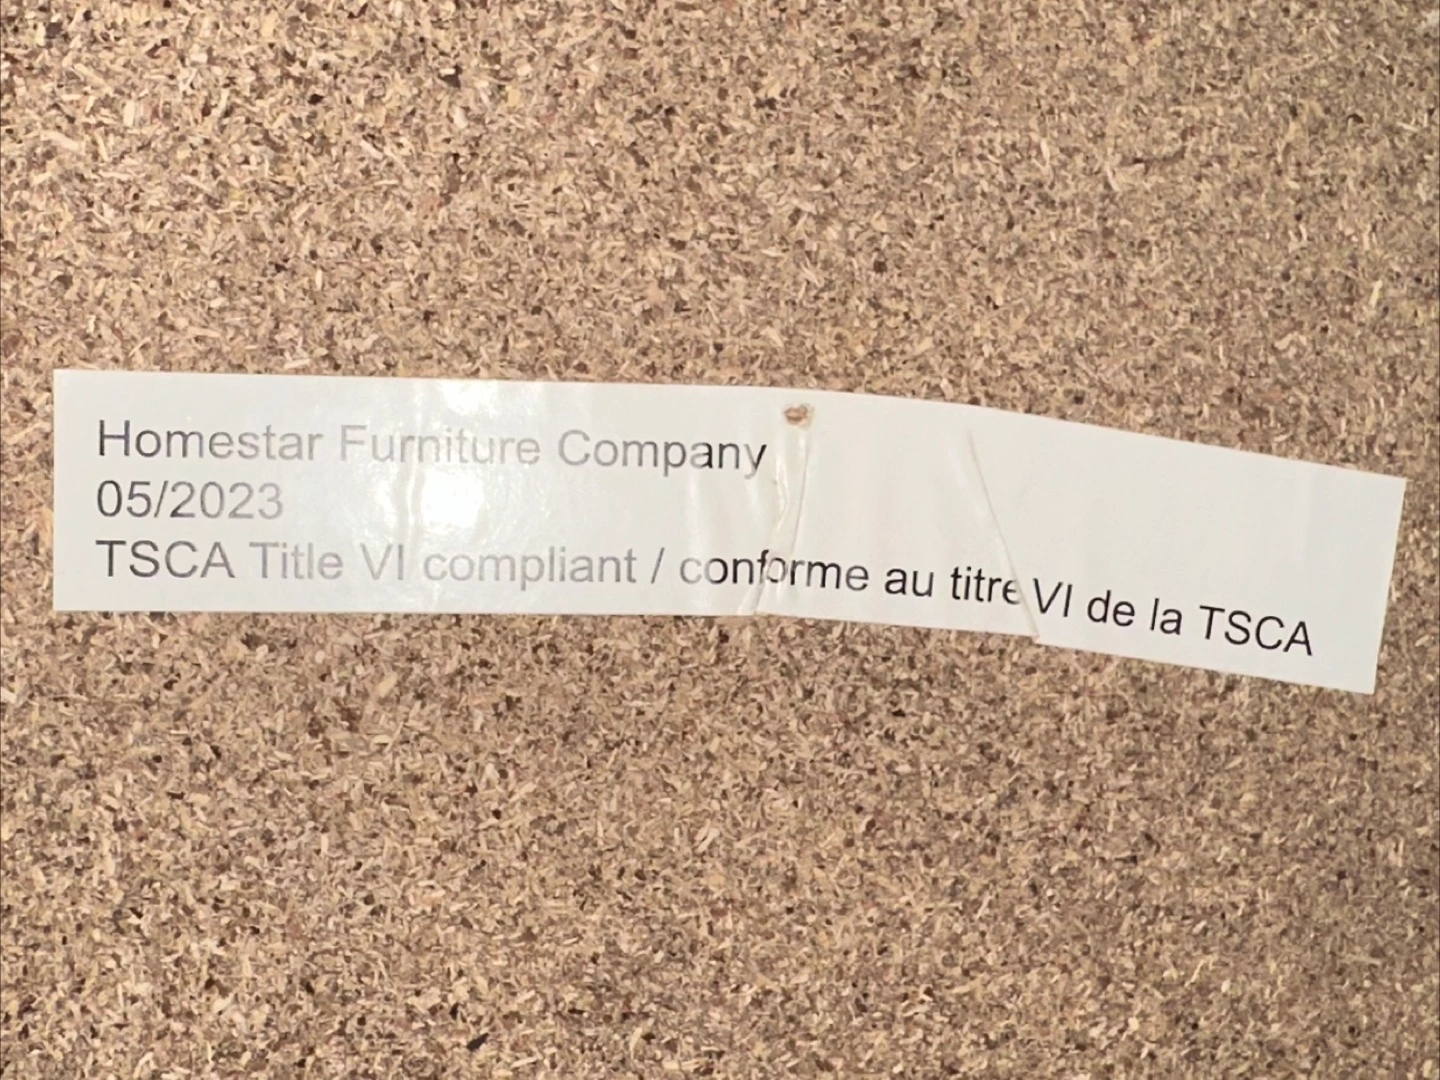 Homestar Furniture Company
05/2023
TSCA Title VI compliant / conforme au titre VI de la TSCA